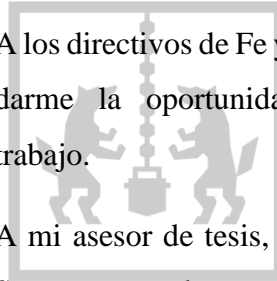 A los directivos de Fe y
darme la oportunida
trabajo.
A mi asesor de tesis,